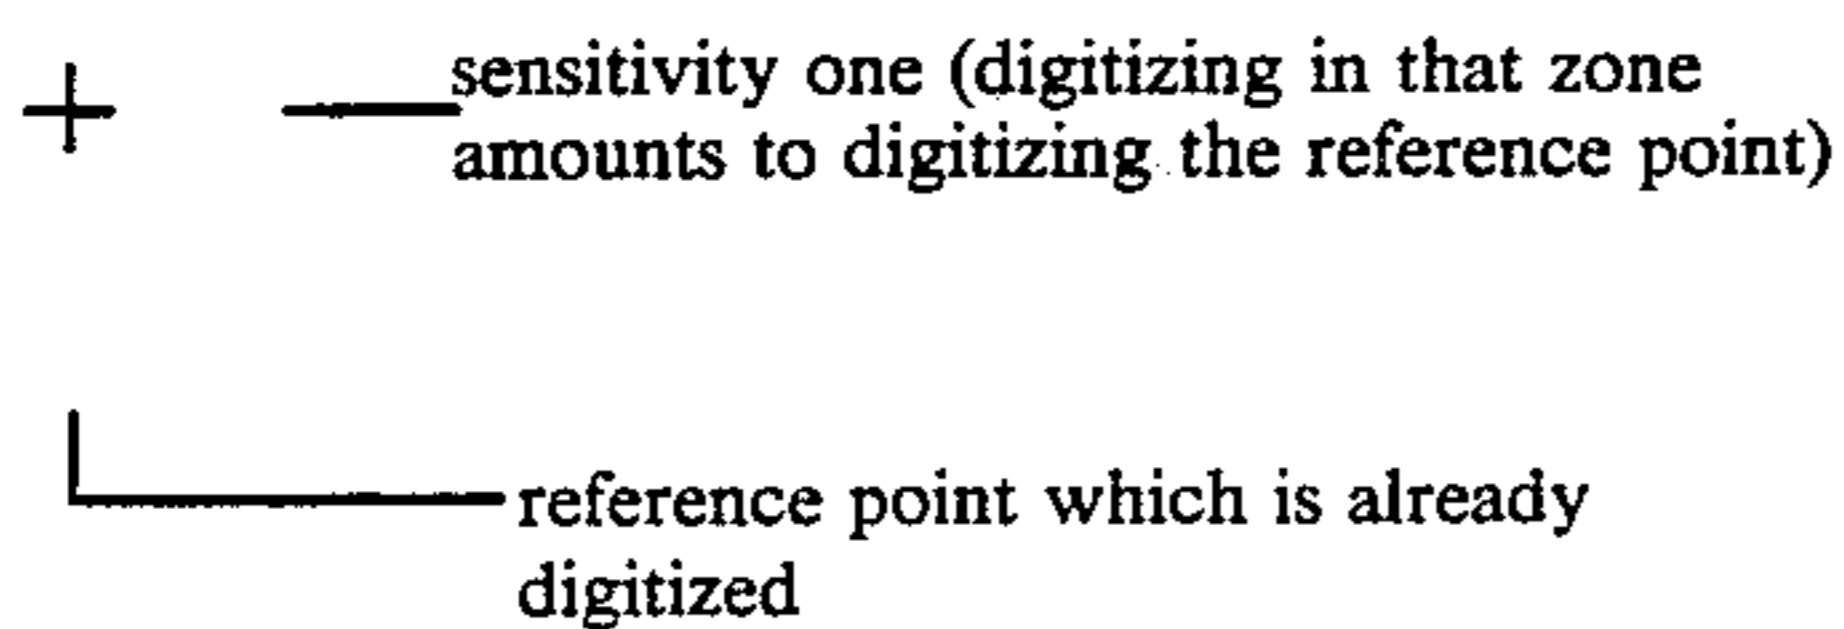 sensitivity one (digitizing in that zone
amounts to digitizing the reference point)
reference point which is already
digitized